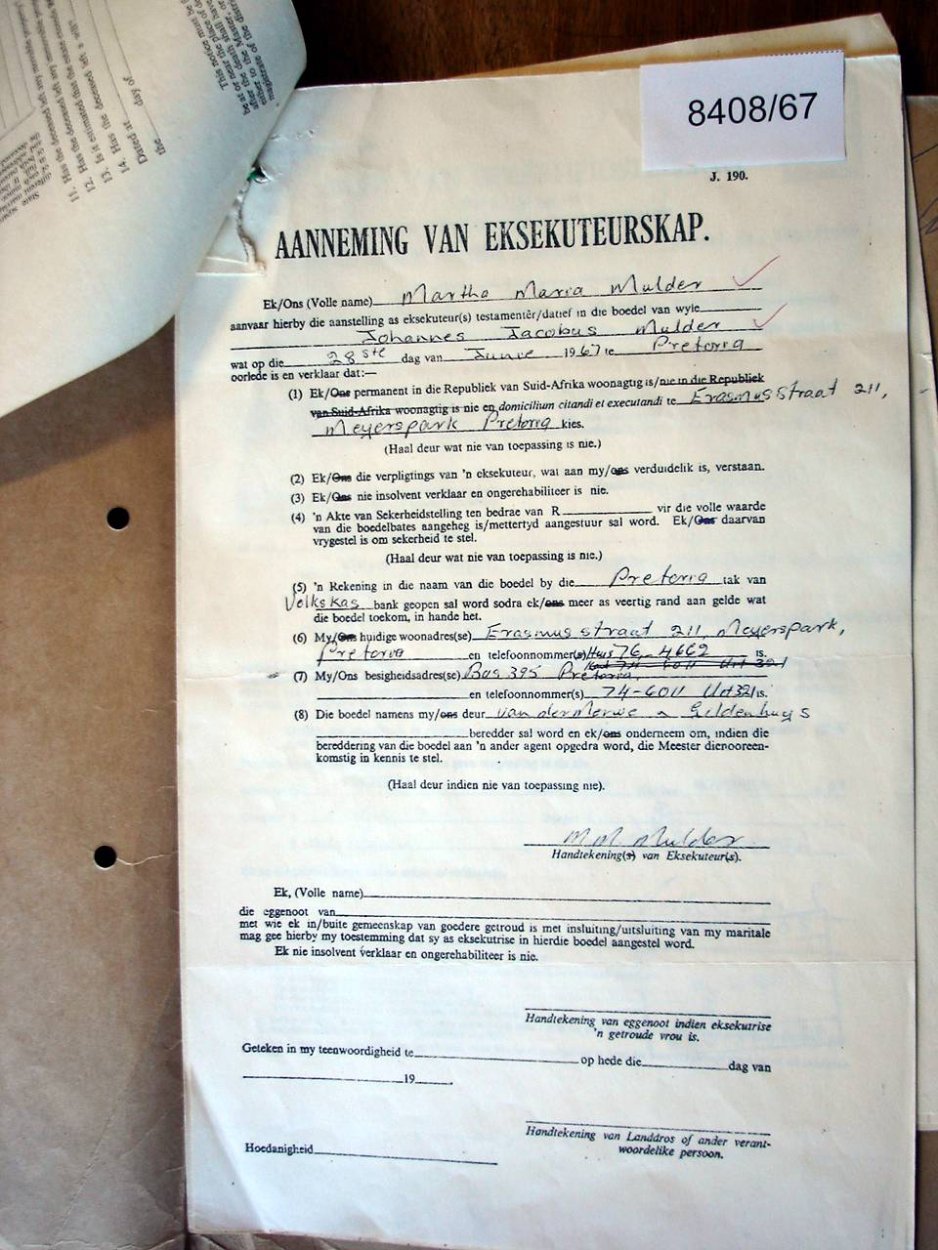 8408/67
J. 190.
AANNEMING VAN EKSEKUTEURSKAP.
Ek/Ons (Volle name) Martha Maria Mulder
aanvaar hierby die aanstelling as eksekuteur(s) testamentêr/datief in die boedel van wyle
Johannes Jacobus Mulder
wat op die 28ste dag van Junie 1967 te Pretoria
oorlede is en verklaar dat:—
(1) Ek/Ons permanent in die Republiek van Suid-Afrika woonagtig is/nie in die Republiek
van Suid-Afrika woonagtig is nie en domicilium citandi et executandi te Erasmus straat 211,
Meyerspark Pretoria kies.
(Haal deur wat nie van toepassing is nie.)
(2) Ek/Ons die verpligtings van 'n eksekuteur, wat aan my/ons verduidelik is, verstaan.
(3) Ek/Ons nie insolvent verklaar en ongerehabiliteer is nie.
(4) 'n Akte van Sekerheidstelling ten bedrae van R vir die volle waarde
van die boedelbates aangeheg is/mettertyd aangestuur sal word. Ek/Ons daarvan
vrygestel is om sekerheid te stel.
(Haal deur wat nie van toepassing is nie.)
(5) 'n Rekening in die naam van die boedel by die Pretoria tak van
Volkskas bank geopen sal word sodra ek/ons meer as veertig rand aan gelde wat
die boedel toekom, in hande het.
(6) My/Ons huidige woonadres(se) Erasmus straat 211, Meyerspark,
Pretoria en telefoonnommer(s) Huis 76-4662 is.
(7) My/Ons besigheidsadres(se) Bus 395 Pretoria,
en telefoonnommer(s) 74-6011 Uit 321 is.
(8) Die boedel namens my/ons deur van der Merwe & Geldenhuys
beredder sal word en ek/ons onderneem om, indien die
bereddering van die boedel aan 'n ander agent opgedra word, die Meester dienooreen-
komstig in kennis te stel.
(Haal deur indien nie van toepassing nie).
M M Mulder
Handtekening(s) van Eksekuteur(s).
Ek, (Volle name)
die eggenoot van
met wie ek in/buite gemeenskap van goedere getroud is met insluiting/uitsluiting van my maritale
mag gee hierby my toestemming dat sy as eksekutrise in hierdie boedel aangestel word.
Ek nie insolvent verklaar en ongerehabiliteer is nie.
Handtekening van eggenoot indien eksekutrise
'n getroude vrou is.
Geteken in my teenwoordigheid te op hede die dag van
19
Handtekening van Landdros of ander verant-
woordelike persoon.
Hoedanigheid